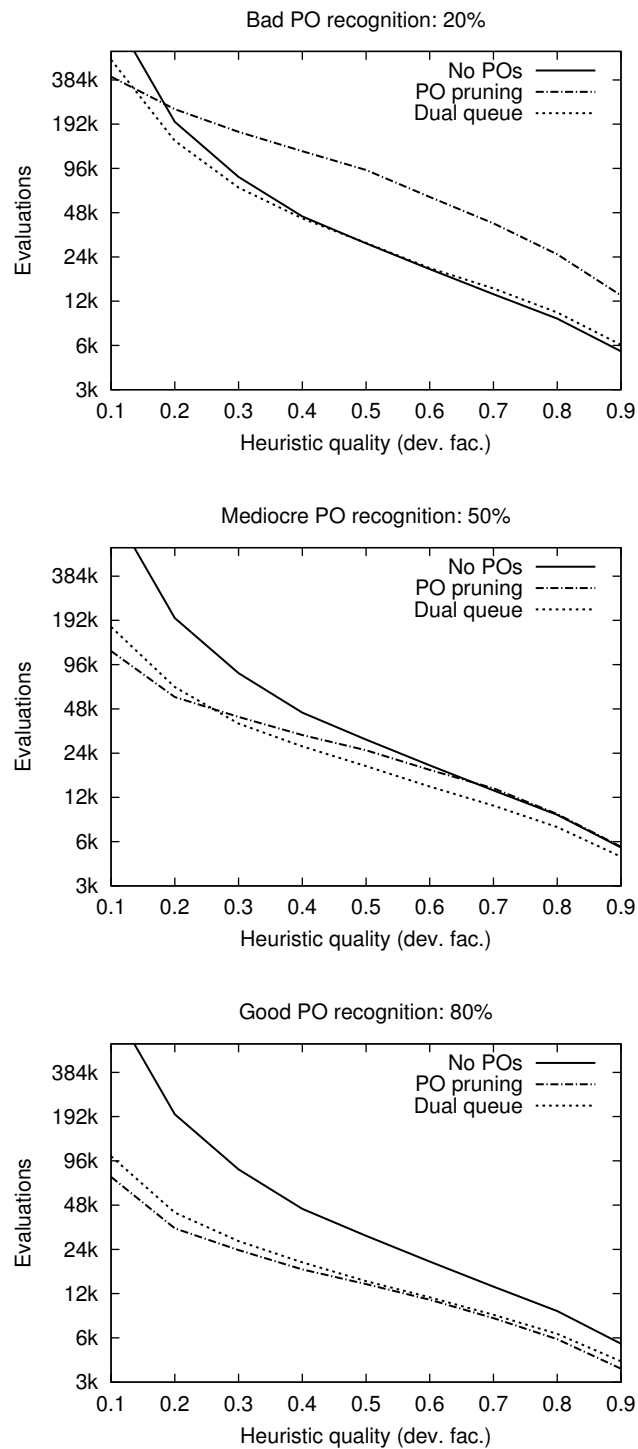 Bad PO recognition: 20%
No POs
PO pruning
Dual queue
Evaluations
384k
192k
96k
48k
24k
12k
6k
3k
0.1 0.2 0.3 0.4 0.5 0.6 0.7 0.8 0.9
Heuristic quality (dev. fac.)
Mediocre PO recognition: 50%
No POs
PO pruning
Dual queue
Evaluations
384k
192k
96k
48k
24k
12k
6k
3k
0.1 0.2 0.3 0.4 0.5 0.6 0.7 0.8 0.9
Heuristic quality (dev. fac.)
Good PO recognition: 80%
No POs
PO pruning
Dual queue
Evaluations
384k
192k
96k
48k
24k
12k
6k
3k
0.1 0.2 0.3 0.4 0.5 0.6 0.7 0.8 0.9
Heuristic quality (dev. fac.)